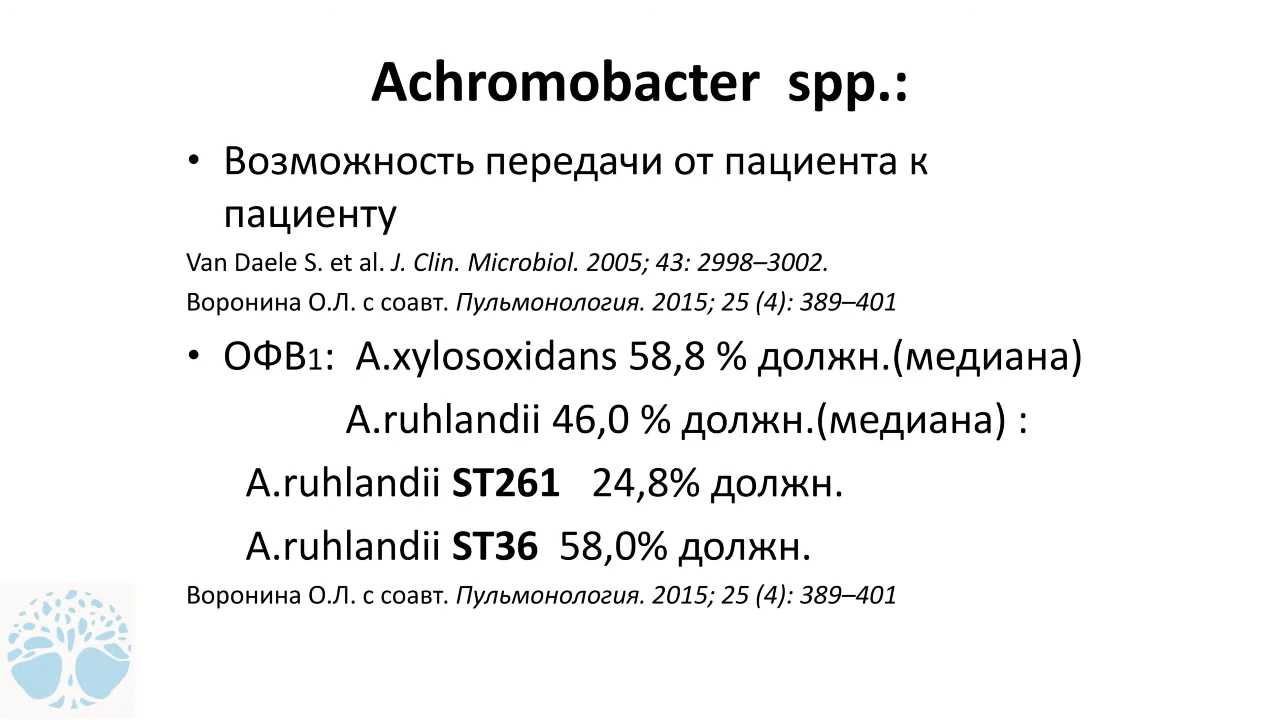 Achromobacter spp.:
• Возможность передачи от пациента к
пациенту
Van Daele S. et al. J. Clin. Microbiol. 2005; 43: 2998–3002.
Воронина О.Л. с соавт. Пульмонология. 2015; 25 (4): 389–401
• ОФВ1: A.xylosoxidans 58,8 % должн.(медиана)
A.ruhlandii 46,0 % должн.(медиана) :
A.ruhlandii ST261 24,8% должн.
A.ruhlandii ST36 58,0% должн.
Воронина О.Л. с соавт. Пульмонология. 2015; 25 (4): 389–401